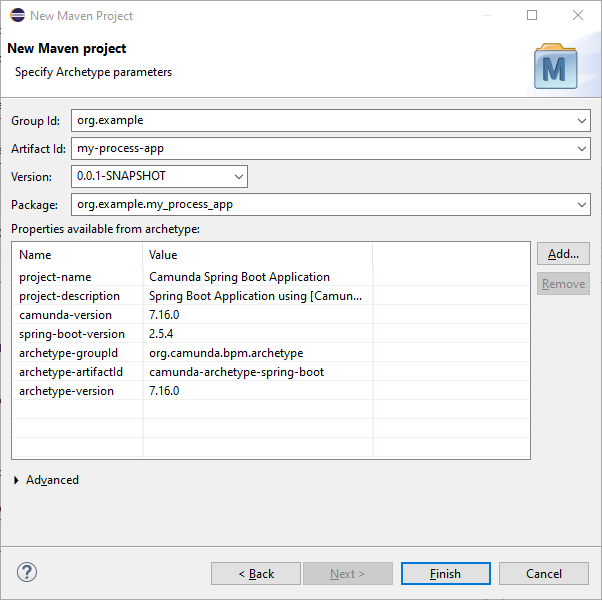 New Maven Project
New Maven project
Specify Archetype parameters
M
Group Id: org.example
Artifact Id: my-process-app
Version: 0.0.1-SNAPSHOT
Package: org.example.my_process_app
Properties available from archetype:
Name Value
project-name Camunda Spring Boot Application
project-description Spring Boot Application using [Camun...
camunda-version 7.16.0
spring-boot-version 2.5.4
archetype-groupId org.camunda.bpm.archetype
archetype-artifactId camunda-archetype-spring-boot
archetype-version 7.16.0
Add...
Remove
Advanced
? < Back Next > Finish Cancel